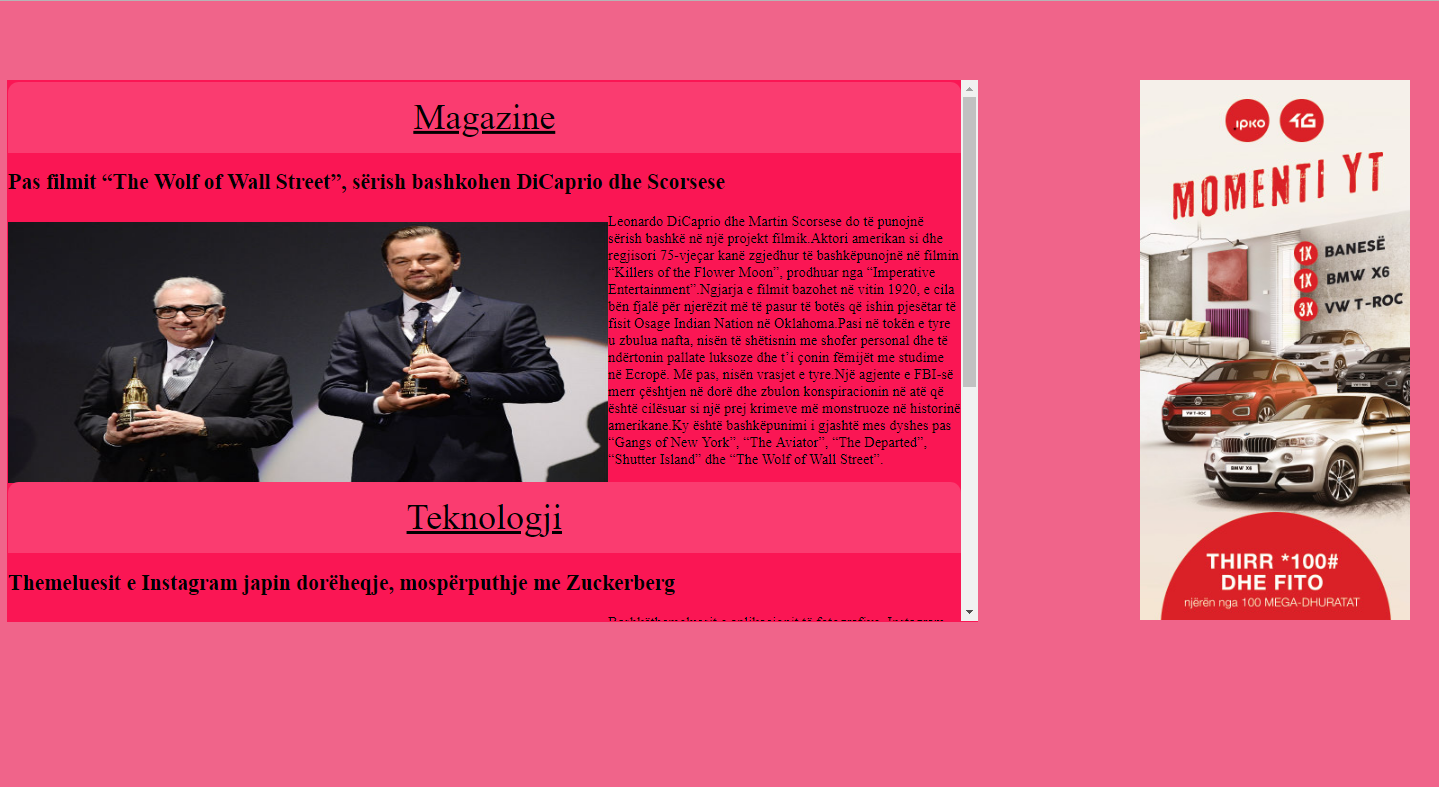 Magazine
Pas filmit “The Wolf of Wall Street”, sërish bashkohen DiCaprio dhe Scorsese
Leonardo DiCaprio dhe Martin Scorsese do të punojnë
sërish bashkë në një projekt filmik.Aktori amerikan si dhe
regjisori 75-vjeçar kanë zgjedhur të bashkëpunojnë në filmin
“Killers of the Flower Moon”, prodhuar nga “Imperative
Entertainment”.Ngjarja e filmit bazohet në vitin 1920, e cila
bën fjalë për njerëzit më të pasur të botës që ishin pjesëtar të
fisit Osage Indian Nation në Oklahoma.Pasi në tokën e tyre
u zbulua nafta, nisën të shëtisnin me shofer personal dhe të
ndërtonin pallate luksoze dhe t’i çonin fëmijët me studime
në Ecropë. Më pas, nisën vrasjet e tyre.Një agjente e FBI-së
merr çështjen në dorë dhe zbulon konspiracionin në atë që
është cilësuar si një prej krimeve më monstruoze në historinë
amerikane.Ky është bashkëpunimi i gjashtë mes dyshes pas
“Gangs of New York”, “The Aviator”, “The Departed”,
“Shutter Island” dhe “The Wolf of Wall Street”.
Teknologji
Themeluesit e Instagram japin dorëheqje, mospërputhje me Zuckerberg
ipko 4G
MOMENTI YT
1X BANESË
1X BMW X6
3X VW T-ROC
VW T-ROC
BMW X6
THIRR *100#
DHE FITO
njërën nga 100 MEGA-DHURATAT